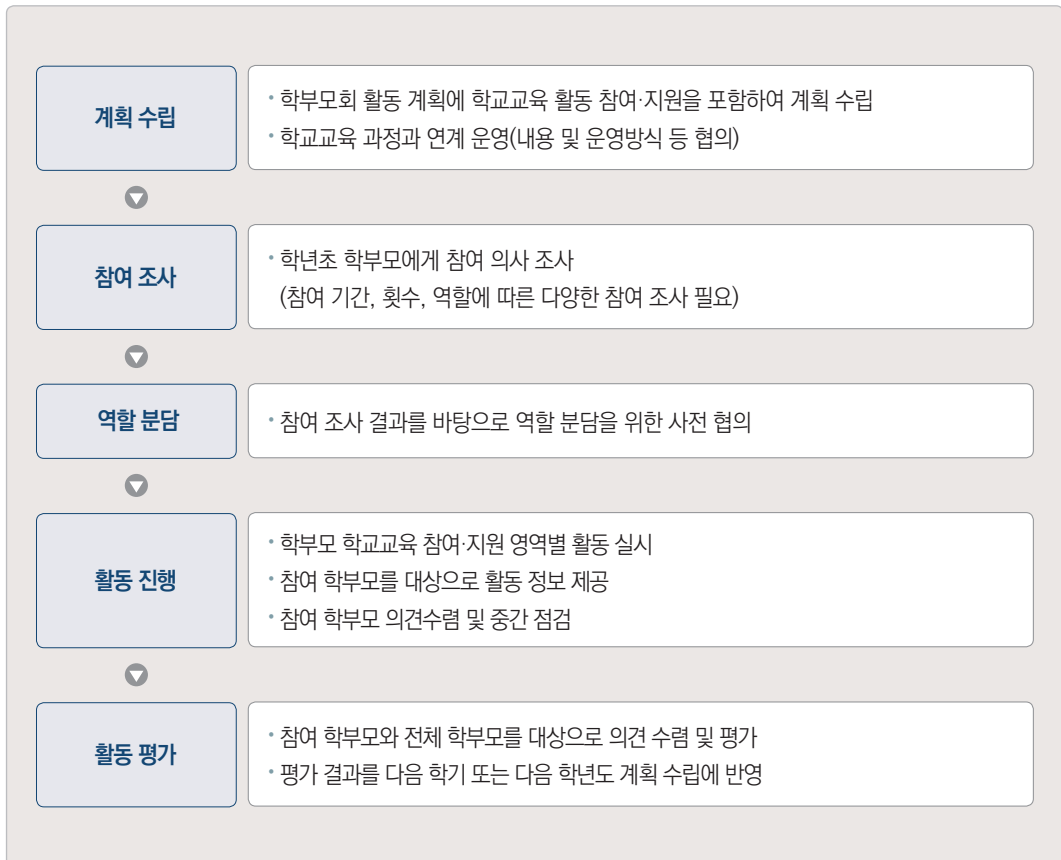 계획 수립
• 학부모회 활동 계획에 학교교육 활동 참여·지원을 포함하여 계획 수립
• 학교교육 과정과 연계 운영(내용 및 운영방식 등 협의)
참여 조사
• 학년초 학부모에게 참여 의사 조사
(참여 기간, 횟수, 역할에 따른 다양한 참여 조사 필요)
역할 분담
• 참여 조사 결과를 바탕으로 역할 분담을 위한 사전 협의
활동 진행
• 학부모 학교교육 참여·지원 영역별 활동 실시
• 참여 학부모를 대상으로 활동 정보 제공
• 참여 학부모 의견수렴 및 중간 점검
활동 평가
• 참여 학부모와 전체 학부모를 대상으로 의견 수렴 및 평가
• 평가 결과를 다음 학기 또는 다음 학년도 계획 수립에 반영